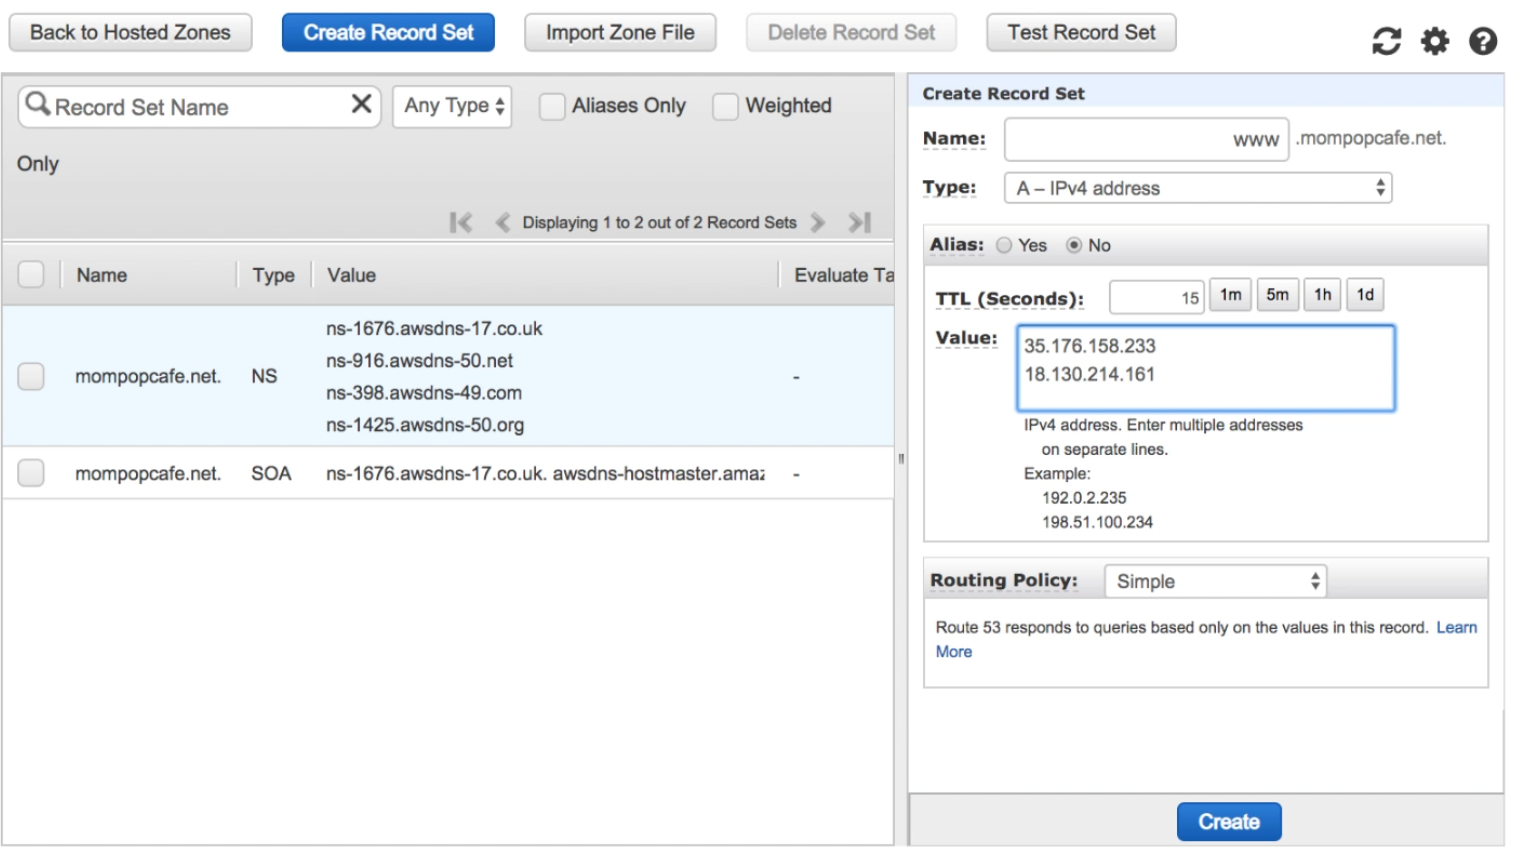 Back to Hosted Zones Create Record Set Import Zone File Delete Record Set Test Record Set
Record Set Name Any Type Aliases Only Weighted
Only
Displaying 1 to 2 out of 2 Record Sets
Name Type Value Evaluate Ta
mompopcafe.net. NS
ns-1676.awsdns-17.co.uk
ns-916.awsdns-50.net
ns-398.awsdns-49.com
ns-1425.awsdns-50.org
-
mompopcafe.net. SOA ns-1676.awsdns-17.co.uk. awsdns-hostmaster.amaz -
Create Record Set
Name: www .mompopcafe.net.
Type: A – IPv4 address
Alias: Yes No
TTL (Seconds): 15 1m 5m 1h 1d
Value: 35.176.158.233
18.130.214.161
IPv4 address. Enter multiple addresses
on separate lines.
Example:
192.0.2.235
198.51.100.234
Routing Policy: Simple
Route 53 responds to queries based only on the values in this record. Learn
More
Create